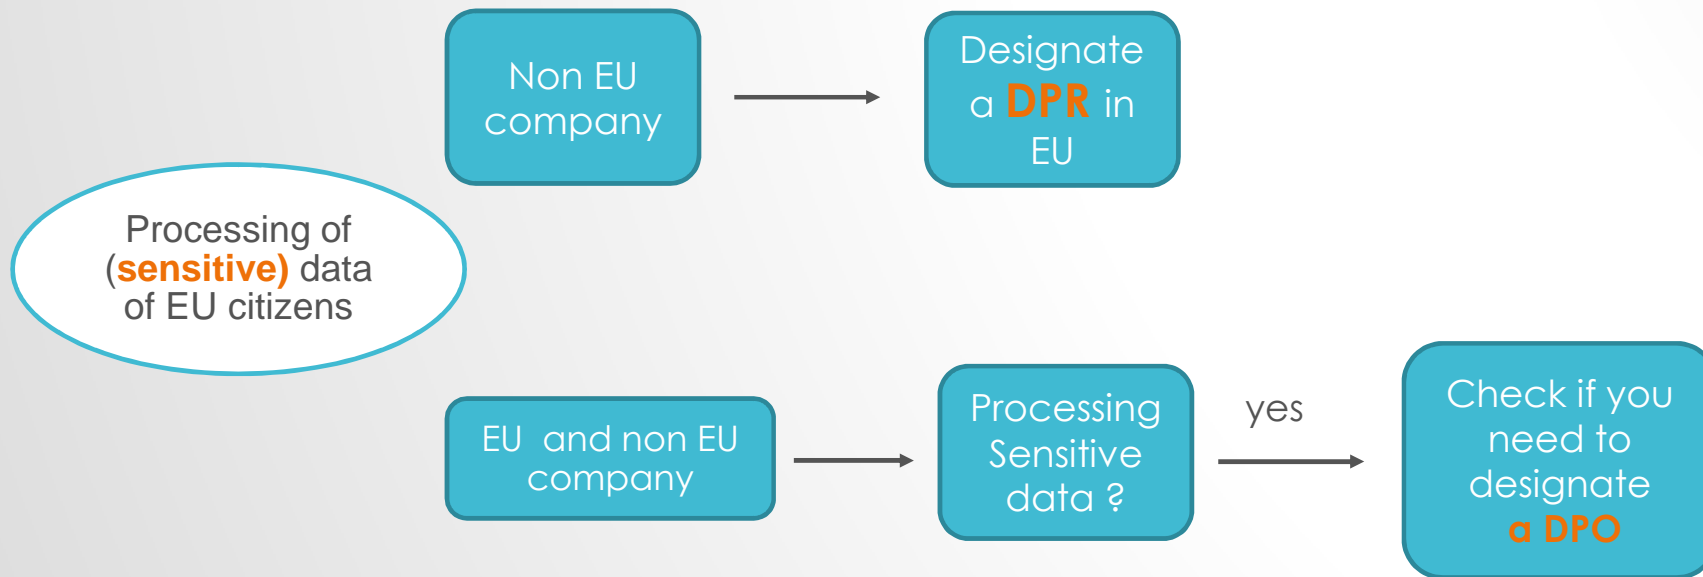 Non EU
company
Designate
a DPR in
EU
Processing of
(sensitive) data
of EU citizens
EU and non EU
company
Processing
Sensitive
data ?
yes
Check if you
need to
designate
a DPO